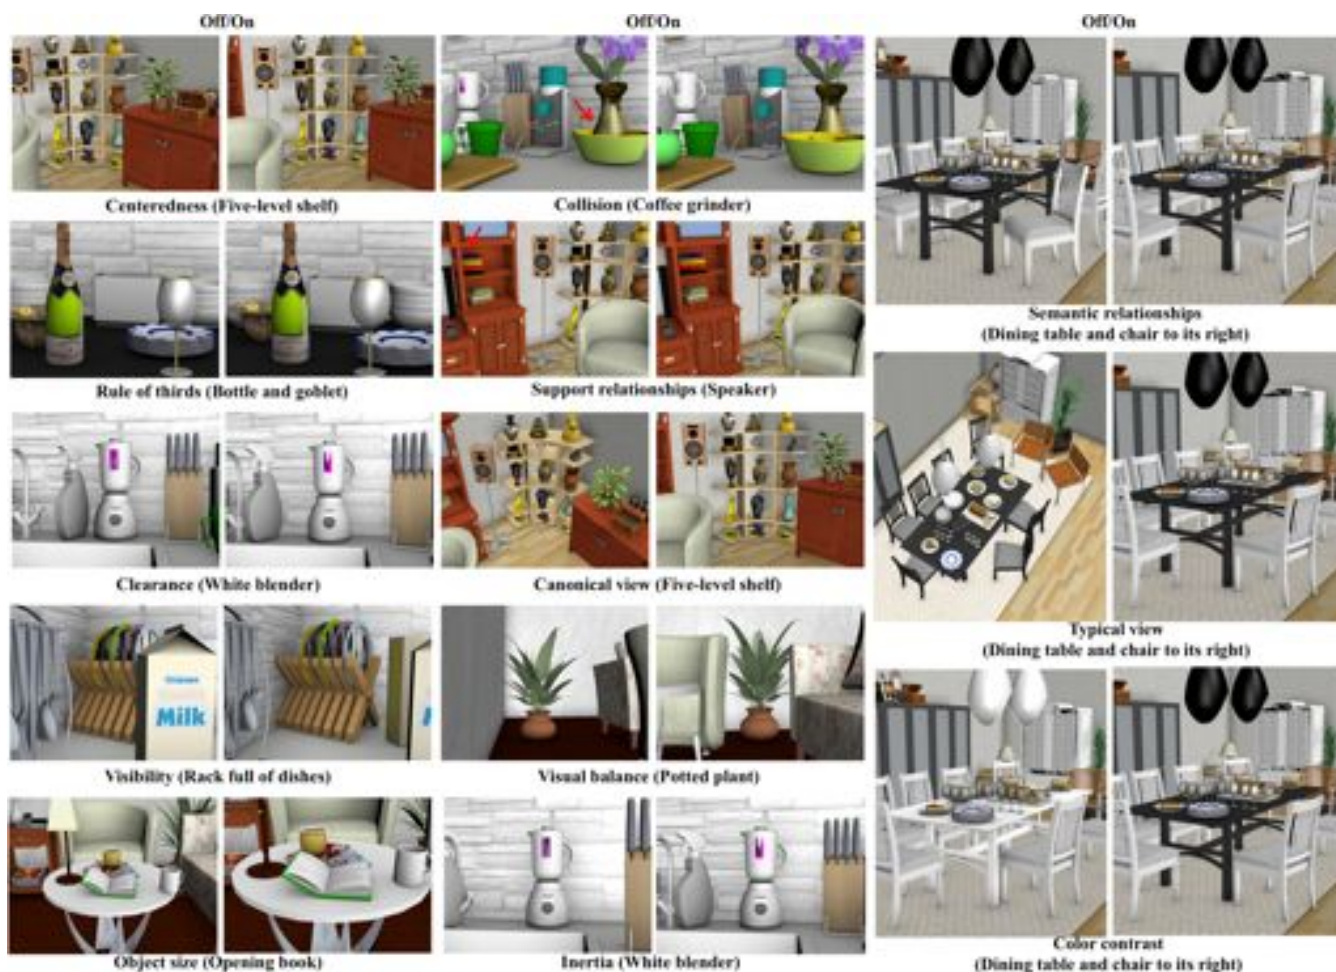 Off/On
Centeredness (Five-level shelf)
Rule of thirds (Bottle and goblet)
Clearance (White blender)
Milk
Visibility (Rack full of dishes)
Object size (Opening book)
Off/On
Collision (Coffee grinder)
Support relationships (Speaker)
Canonical view (Five-level shelf)
Visual balance (Potted plant)
Inertia (White blender)
Off/On
Semantic relationships
(Dining table and chair to its right)
Typical view
(Dining table and chair to its right)
Color contrast
(Dining table and chair to its right)